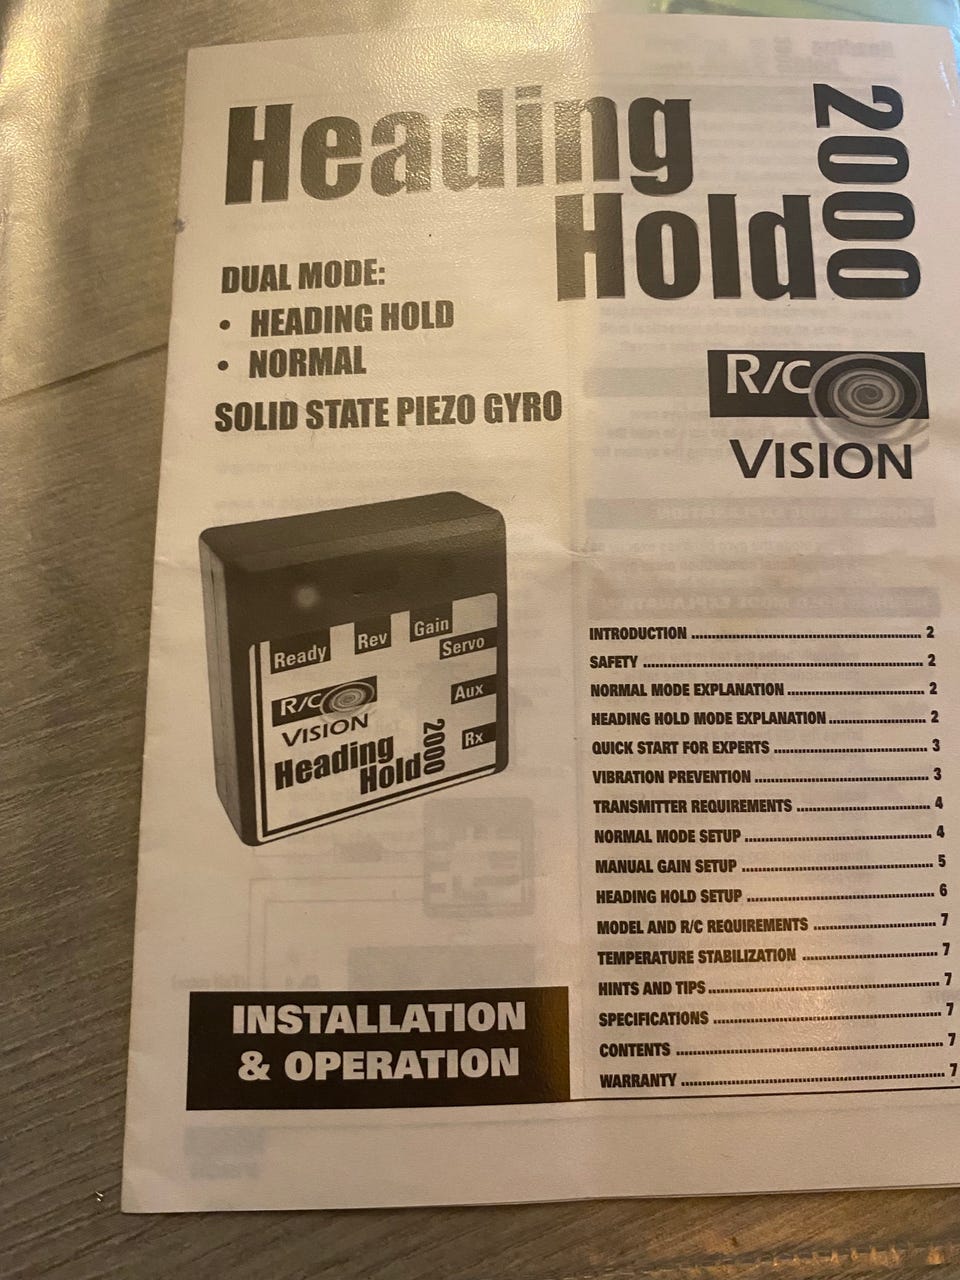 Heading
Hold 2000
DUAL MODE:
• HEADING HOLD
• NORMAL
SOLID STATE PIEZO GYRO
R/C
VISION
Ready Rev Gain
Servo
Aux
Rx
R/C
VISION
Heading
Hold 2000
INSTALLATION
& OPERATION
INTRODUCTION ........................................................ 2
SAFETY .................................................................... 2
NORMAL MODE EXPLANATION ................................. 2
HEADING HOLD MODE EXPLANATION ........................ 2
QUICK START FOR EXPERTS .................................... 3
VIBRATION PREVENTION ......................................... 3
TRANSMITTER REQUIREMENTS ................................ 4
NORMAL MODE SETUP ............................................ 4
MANUAL GAIN SETUP .............................................. 5
HEADING HOLD SETUP ............................................ 6
MODEL AND R/C REQUIREMENTS ............................. 7
TEMPERATURE STABILIZATION ................................ 7
HINTS AND TIPS ...................................................... 7
SPECIFICATIONS ..................................................... 7
CONTENTS .............................................................. 7
WARRANTY ............................................................. 7